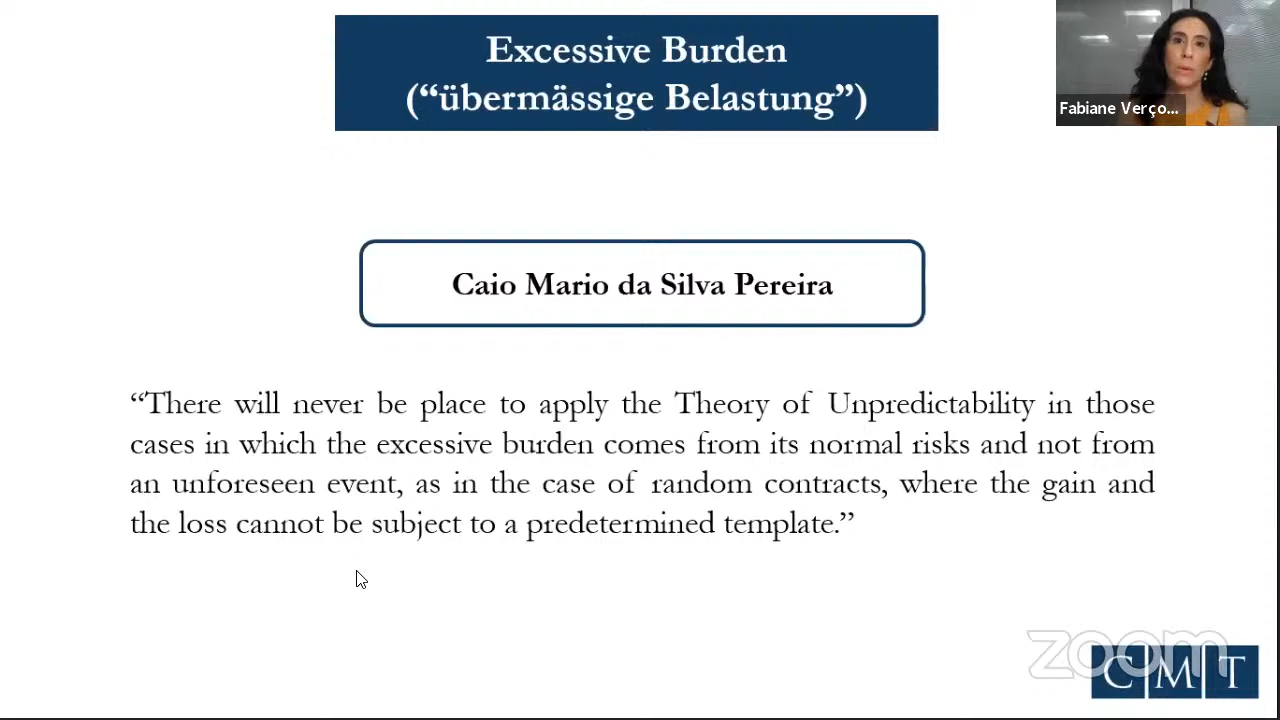 Excessive Burden
(“übermässige Belastung”)
Fabiane Verço...
Caio Mario da Silva Pereira
“There will never be place to apply the Theory of Unpredictability in those
cases in which the excessive burden comes from its normal risks and not from
an unforeseen event, as in the case of random contracts, where the gain and
the loss cannot be subject to a predetermined template.”
zoom
C M T